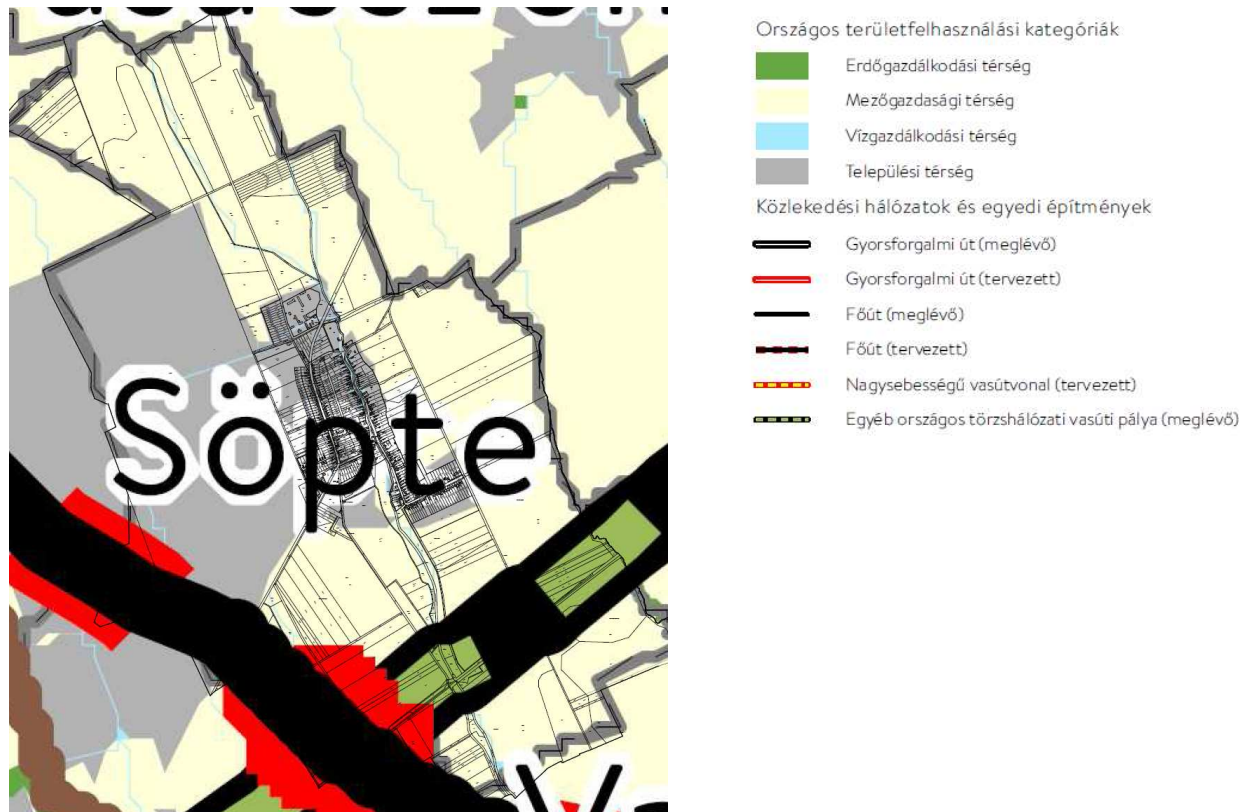 Söpte
Országos területfelhasználási kategóriák
Erdőgazdálkodási térség
Mezőgazdasági térség
Vízgazdálkodási térség
Települési térség
Közlekedési hálózatok és egyedi építmények
Gyorsforgalmi út (meglévő)
Gyorsforgalmi út (tervezett)
Főút (meglévő)
Főút (tervezett)
Nagysebességű vasútvonal (tervezett)
Egyéb országos törzshálózati vasúti pálya (meglévő)